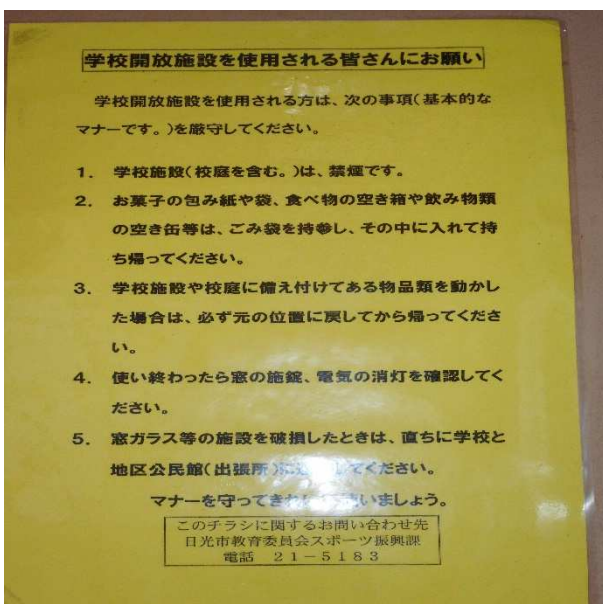 学校開放施設を使用される皆さんにお願い
学校開放施設を使用される方は、次の事項(基本的な
マナーです。)を厳守してください。
1. 学校施設(校庭を含む。)は、禁煙です。
2. お菓子の包み紙や袋、食べ物の空き箱や飲み物類
の空き缶等は、ごみ袋を持参し、その中に入れて持
ち帰ってください。
3. 学校施設や校庭に備え付けてある物品類を動かし
た場合は、必ず元の位置に戻してから帰ってくださ
い。
4. 使い終わったら窓の施錠、電気の消灯を確認してく
ださい。
5. 窓ガラス等の施設を破損したときは、直ちに学校と
地区公民館(出張所)に してください。
マナーを守ってきれい 使いましょう。
このチラシに関するお問い合わせ先
日光市教育委員会スポーツ振興課
電話 21-5183